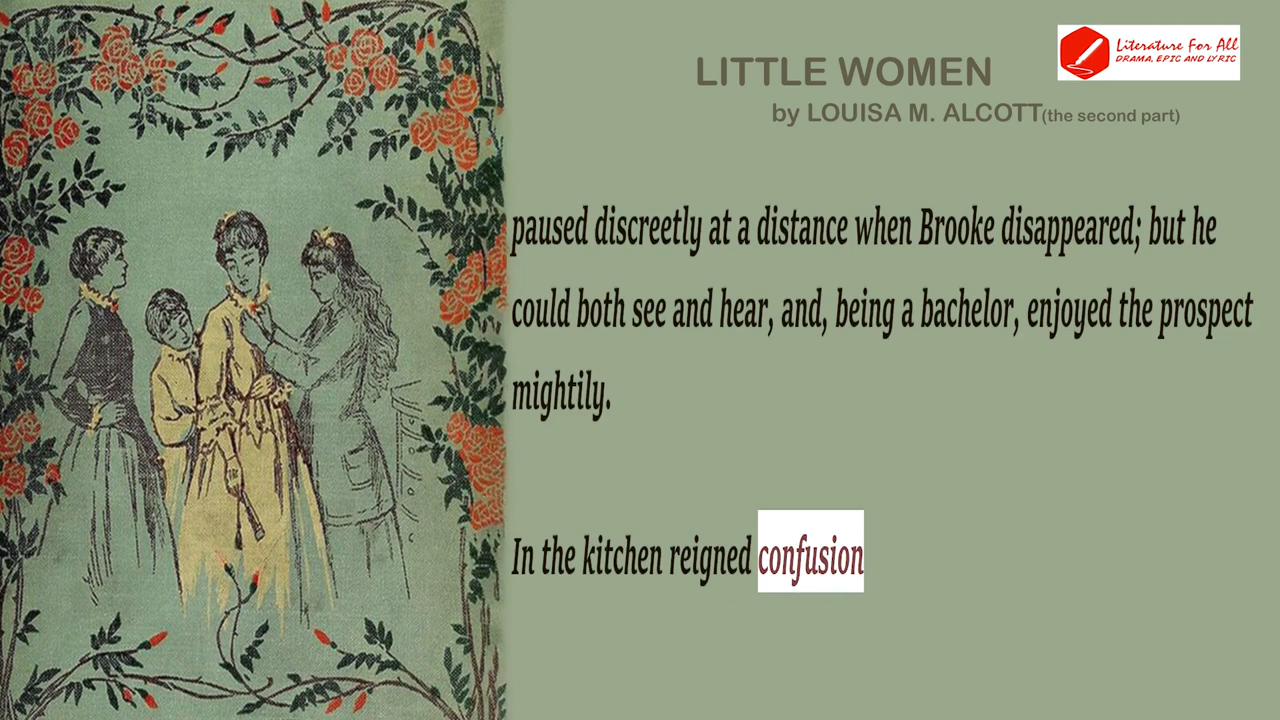 LITTLE WOMEN
Literature For All
DRAMA, EPIC AND LYRIC
by LOUISA M. ALCOTT(the second part)
paused discreetly at a distance when Brooke disappeared; but he
could both see and hear, and, being a bachelor, enjoyed the prospect
mightily.
In the kitchen reigned confusion